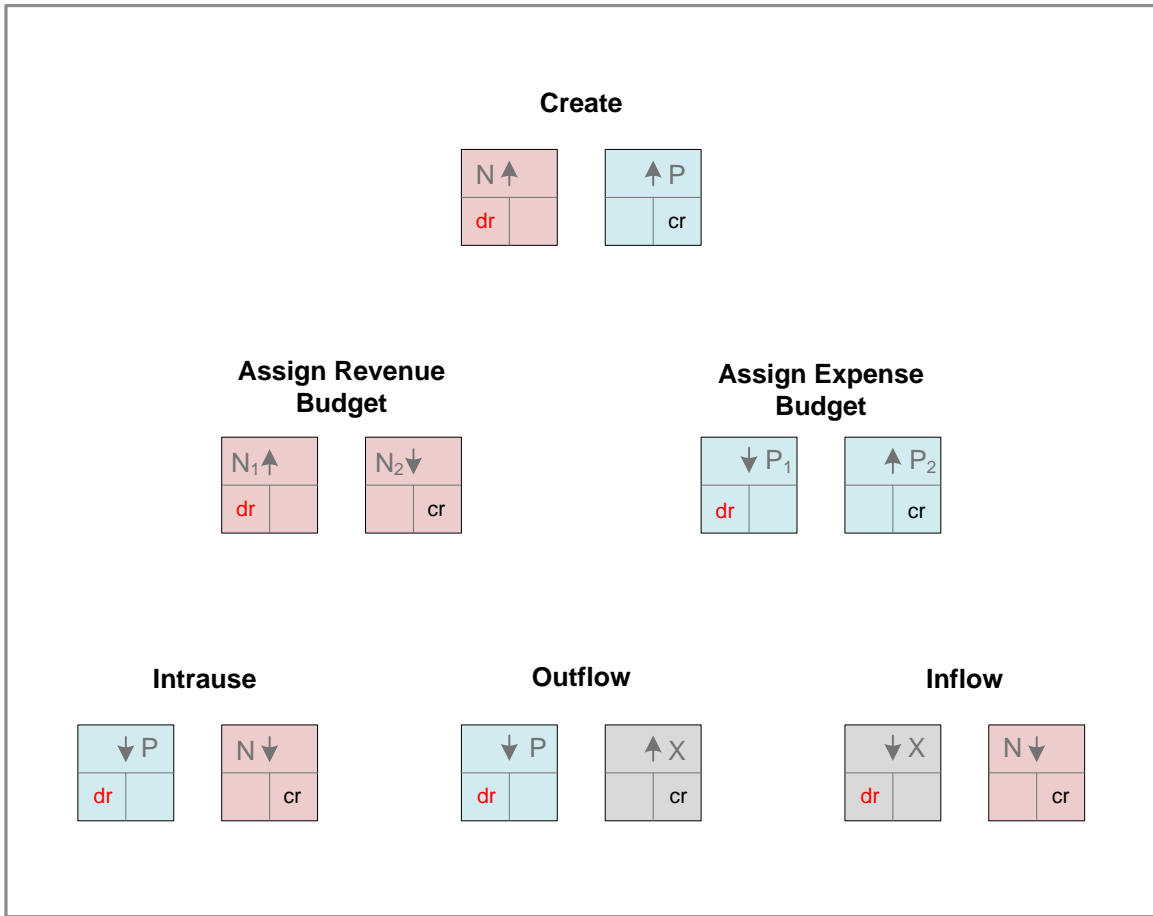 Create
N ↑ ↑ P
dr cr
Assign Revenue Assign Expense
Budget Budget
N₁ ↑ N₂ ↓ ↓ P₁ ↑ P₂
dr cr dr cr
Intrause Outflow Inflow
↓ P N ↓ ↓ P ↑ X ↓ X N ↓
dr cr dr cr dr cr